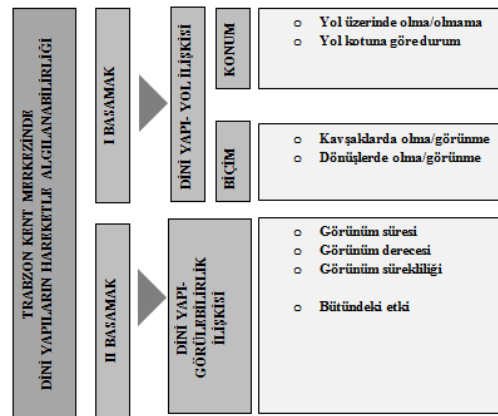 TRABZON KENT MERKEZİNDE
DİNİ YAPILARIN HAREKETLE ALGILANABİLİRLİĞİ
I BASAMAK
DİNİ YAPI- YOL İLİŞKİSİ
KONUM
o Yol üzerinde olma/olmama
o Yol kotuna göre durum
BİÇİM
o Kavşaklarda olma/görünme
o Dönüşlerde olma/görünme
II BASAMAK
DİNİ YAPI-
GÖRÜLEBİLİRLİK
İLİŞKİSİ
o Görünüm süresi
o Görünüm derecesi
o Görünüm sürekliliği
o Bütündeki etki